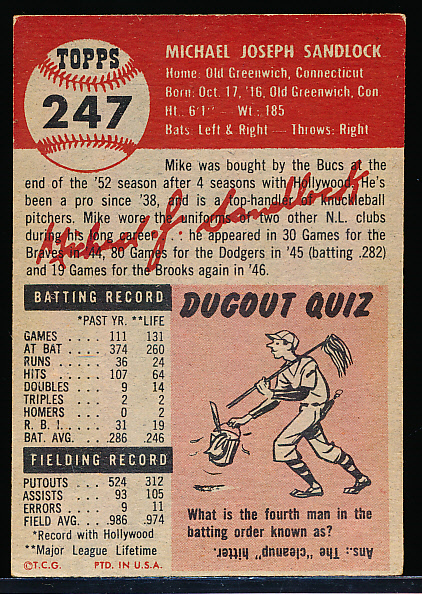 TOPPS
247
MICHAEL JOSEPH SANDLOCK
Home: Old Greenwich, Connecticut
Born: Oct. 17, '16, Old Greenwich, Con
Ht.: 6'1" — Wt.: 185
Bats: Left & Right — Throws: Right
Mike was bought by the Bucs at the
end of the '52 season after 4 seasons with Hollywood. He's
been a pro since '38, and is a top-handler of knuckleball
pitchers. Mike wore the uniforms of two other N.L. clubs
during his long career . . . he appeared in 30 Games for the
Braves in '44, 80 Games for the Dodgers in '45 (batting .282)
and 19 Games for the Brooks again in '46.
Michael J. Sandlock
BATTING RECORD
*PAST YR. **LIFE
GAMES . . . . 111 131
AT BAT . . . . 374 260
RUNS . . . . 36 24
HITS . . . . 107 64
DOUBLES . . . 9 14
TRIPLES . . . 2 2
HOMERS . . . 0 2
R. B. I. . . . . 31 19
BAT. AVG. . . . .286 .246
FIELDING RECORD
PUTOUTS . . . 524 312
ASSISTS . . . 93 105
ERRORS . . . 9 11
FIELD AVG. . . .986 .974
*Record with Hollywood
**Major League Lifetime
©T.C.G. PTD. IN U.S.A.
DUGOUT QUIZ
What is the fourth man in the
batting order known as?
Ans.: The "cleanup" hitter.